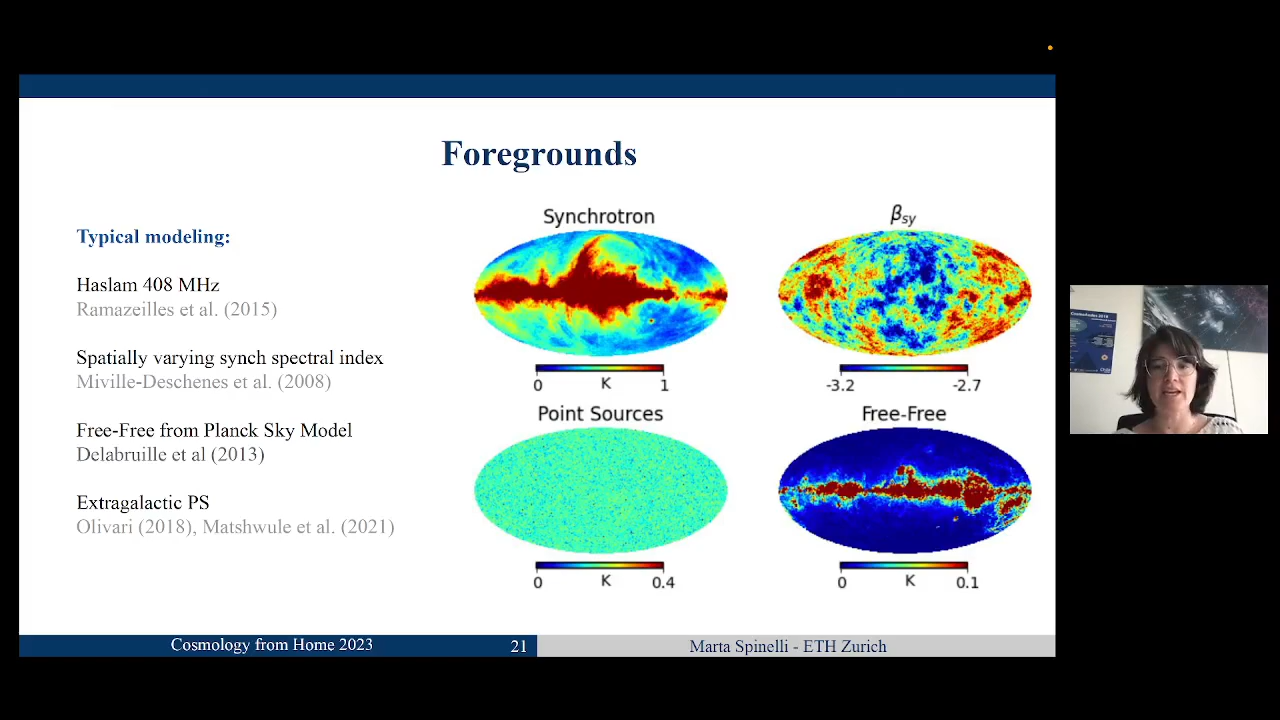 Foregrounds
Typical modeling:
Haslam 408 MHz
Ramazeilles et al. (2015)
Spatially varying synch spectral index
Miville-Deschenes et al. (2008)
Free-Free from Planck Sky Model
Delabruille et al (2013)
Extragalactic PS
Olivari (2018), Matshwule et al. (2021)
Synchrotron
0 K 1
βsy
-3.2 -2.7
Point Sources
0 K 0.4
Free-Free
0 K 0.1
Cosmology from Home 2023
21
Marta Spinelli - ETH Zurich